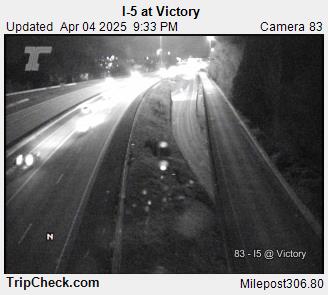 I-5 at Victory
Updated Apr 04 2025 9:33 PM Camera 83
T
N
83 - I5 @ Victory
TripCheck.com Milepost306.80